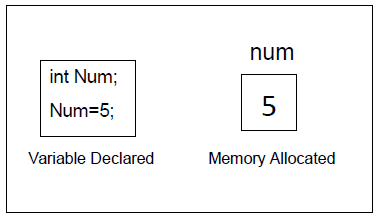 int Num;
Num=5;
Variable Declared
num
5
Memory Allocated